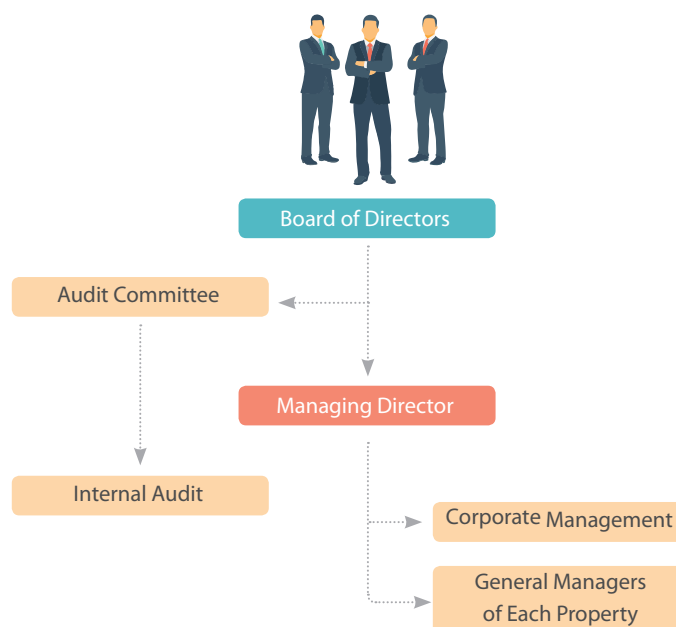 Board of Directors
Audit Committee
Managing Director
Internal Audit
Corporate Management
General Managers
of Each Property